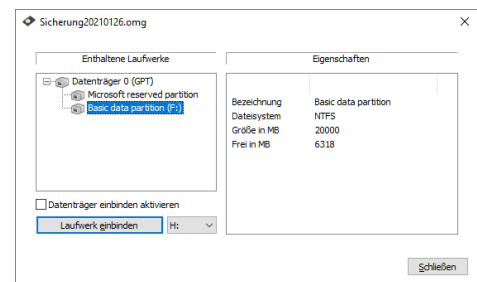 Sicherung20210126.omg
Enthaltene Laufwerke
Datenträger 0 (GPT)
Microsoft reserved partition
Basic data partition (F:)
Datenträger einbinden aktivieren
Laufwerk einbinden H:
Eigenschaften
Bezeichnung Basic data partition
Dateisystem NTFS
Größe in MB 20000
Frei in MB 6318
Schließen